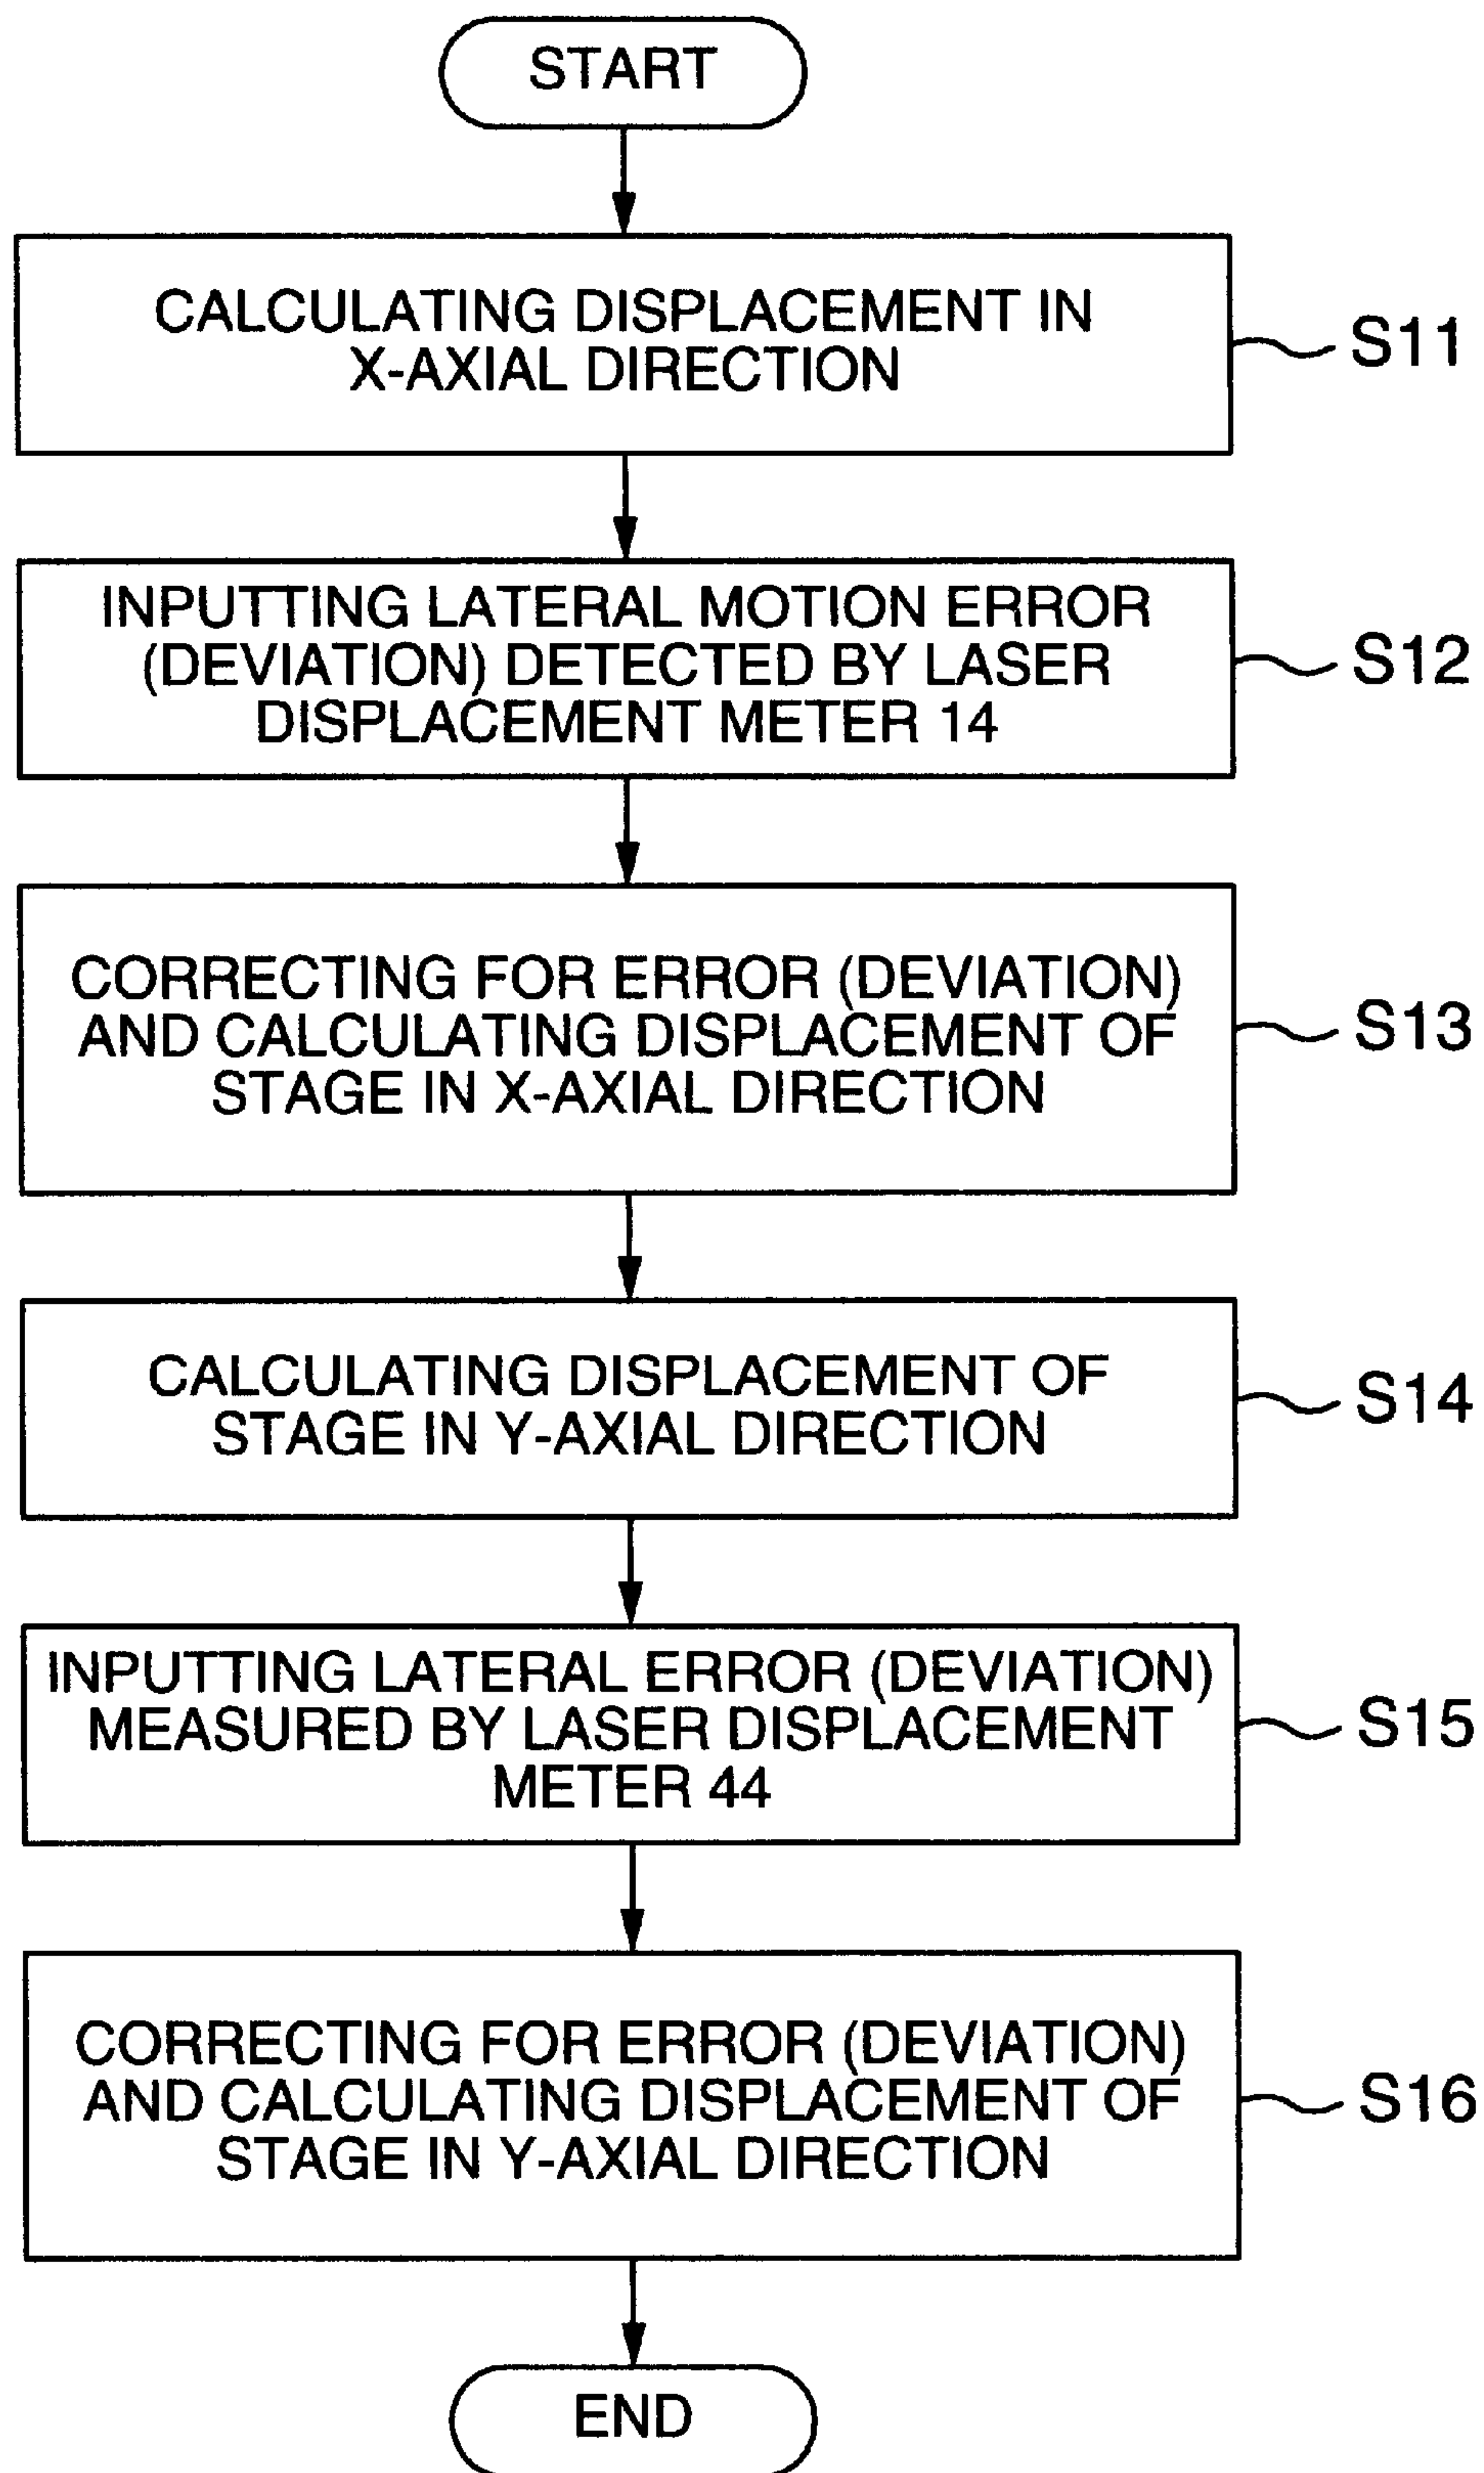 START
CALCULATING DISPLACEMENT IN
X-AXIAL DIRECTION
S11
INPUTTING LATERAL MOTION ERROR
(DEVIATION) DETECTED BY LASER
DISPLACEMENT METER 14
S12
CORRECTING FOR ERROR (DEVIATION)
AND CALCULATING DISPLACEMENT OF
STAGE IN X-AXIAL DIRECTION
S13
CALCULATING DISPLACEMENT OF
STAGE IN Y-AXIAL DIRECTION
S14
INPUTTING LATERAL ERROR (DEVIATION)
MEASURED BY LASER DISPLACEMENT
METER 44
S15
CORRECTING FOR ERROR (DEVIATION)
AND CALCULATING DISPLACEMENT OF
STAGE IN Y-AXIAL DIRECTION
S16
END